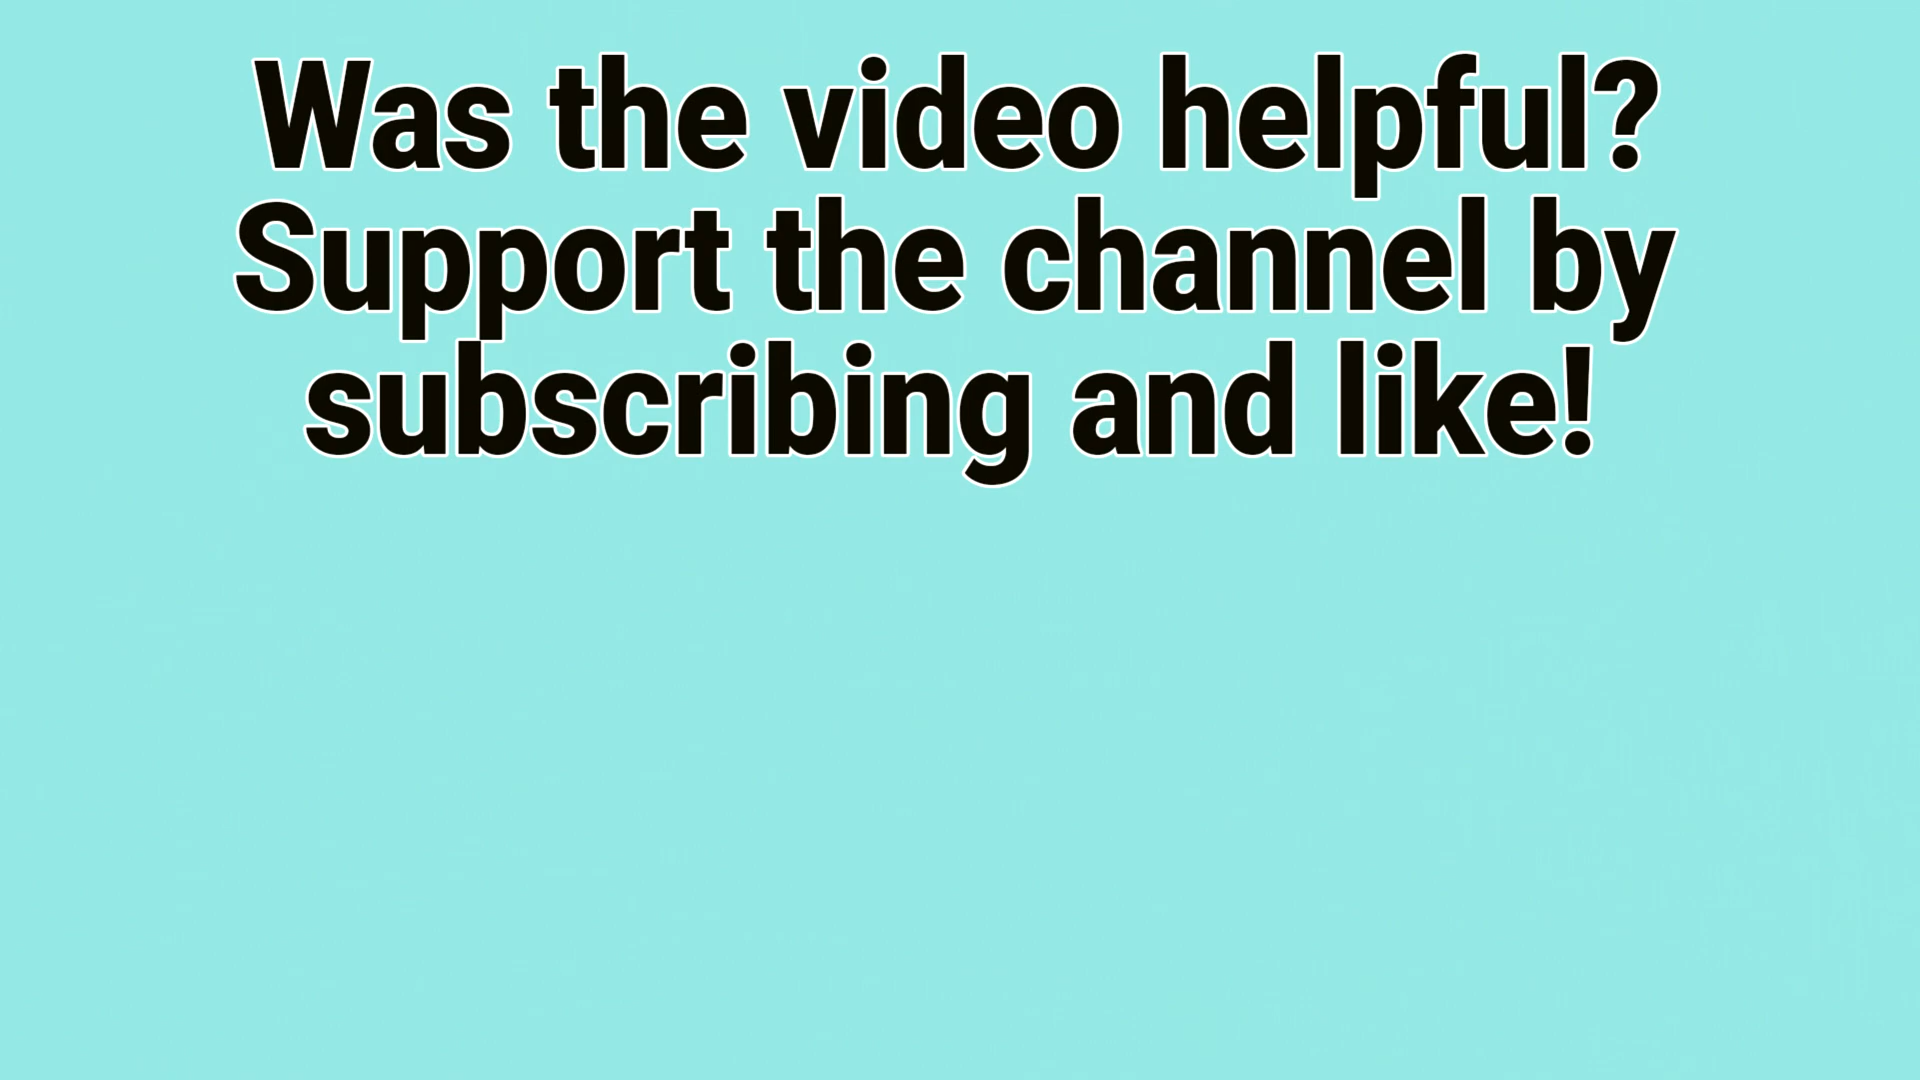 Was the video helpful?
Support the channel by
subscribing and like!